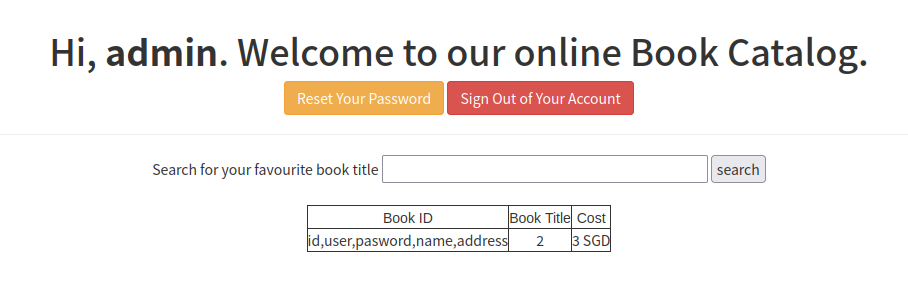 Hi, admin. Welcome to our online Book Catalog.
Reset Your Password Sign Out of Your Account
Search for your favourite book title search
Book ID Book Title Cost
id,user,pasword,name,address 2 3 SGD